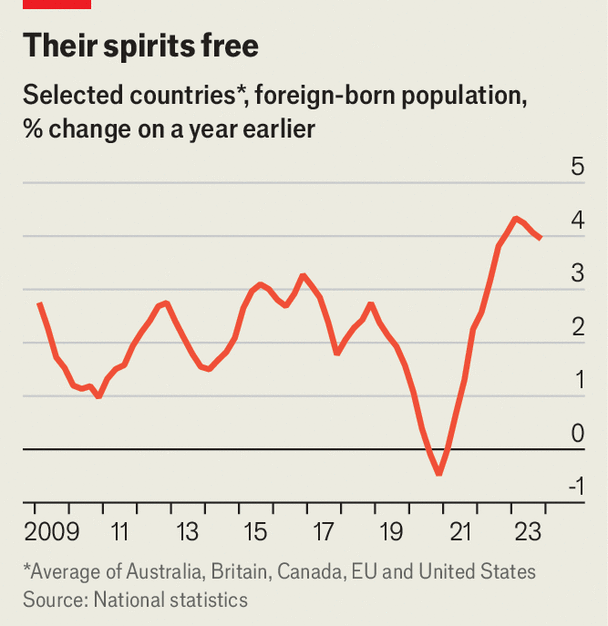 Their spirits free
Selected countries*, foreign-born population,
% change on a year earlier
5
4
3
2
1
0
-1
2009 11 13 15 17 19 21 23
*Average of Australia, Britain, Canada, EU and United States
Source: National statistics